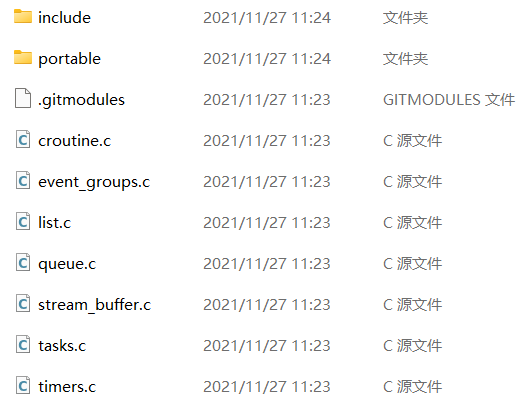 include 2021/11/27 11:24 文件夹
portable 2021/11/27 11:24 文件夹
.gitmodules 2021/11/27 11:23 GITMODULES 文件
croutine.c 2021/11/27 11:23 C 源文件
event_groups.c 2021/11/27 11:23 C 源文件
list.c 2021/11/27 11:23 C 源文件
queue.c 2021/11/27 11:23 C 源文件
stream_buffer.c 2021/11/27 11:23 C 源文件
tasks.c 2021/11/27 11:23 C 源文件
timers.c 2021/11/27 11:23 C 源文件